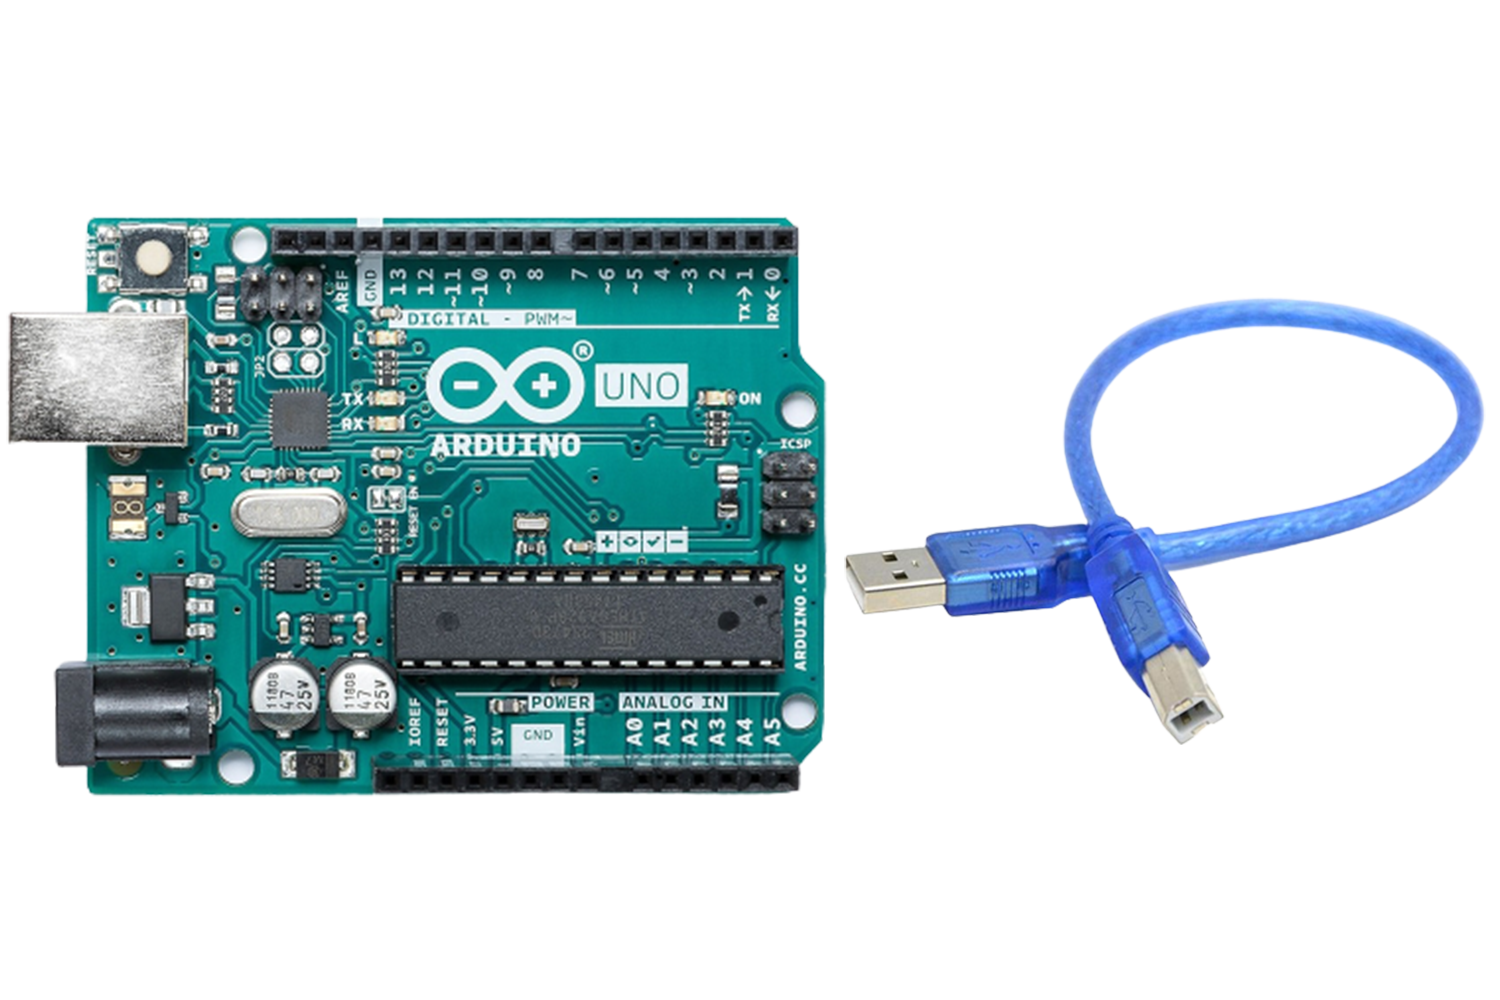 RESET
AREF
GND
13
12
~11
~10
~9
8
7
~6
~5
4
~3
2
TX→1
RX←0
DIGITAL - PWM~
L
JP2
TX
RX
®
UNO
ON
ARDUINO
ICSP
RESET EN
ARDUINO.CC
1180B
47
25V
1180B
47
25V
POWER
ANALOG IN
IOREF
RESET
3.3V
5V
GND
Vin
A0
A1
A2
A3
A4
A5